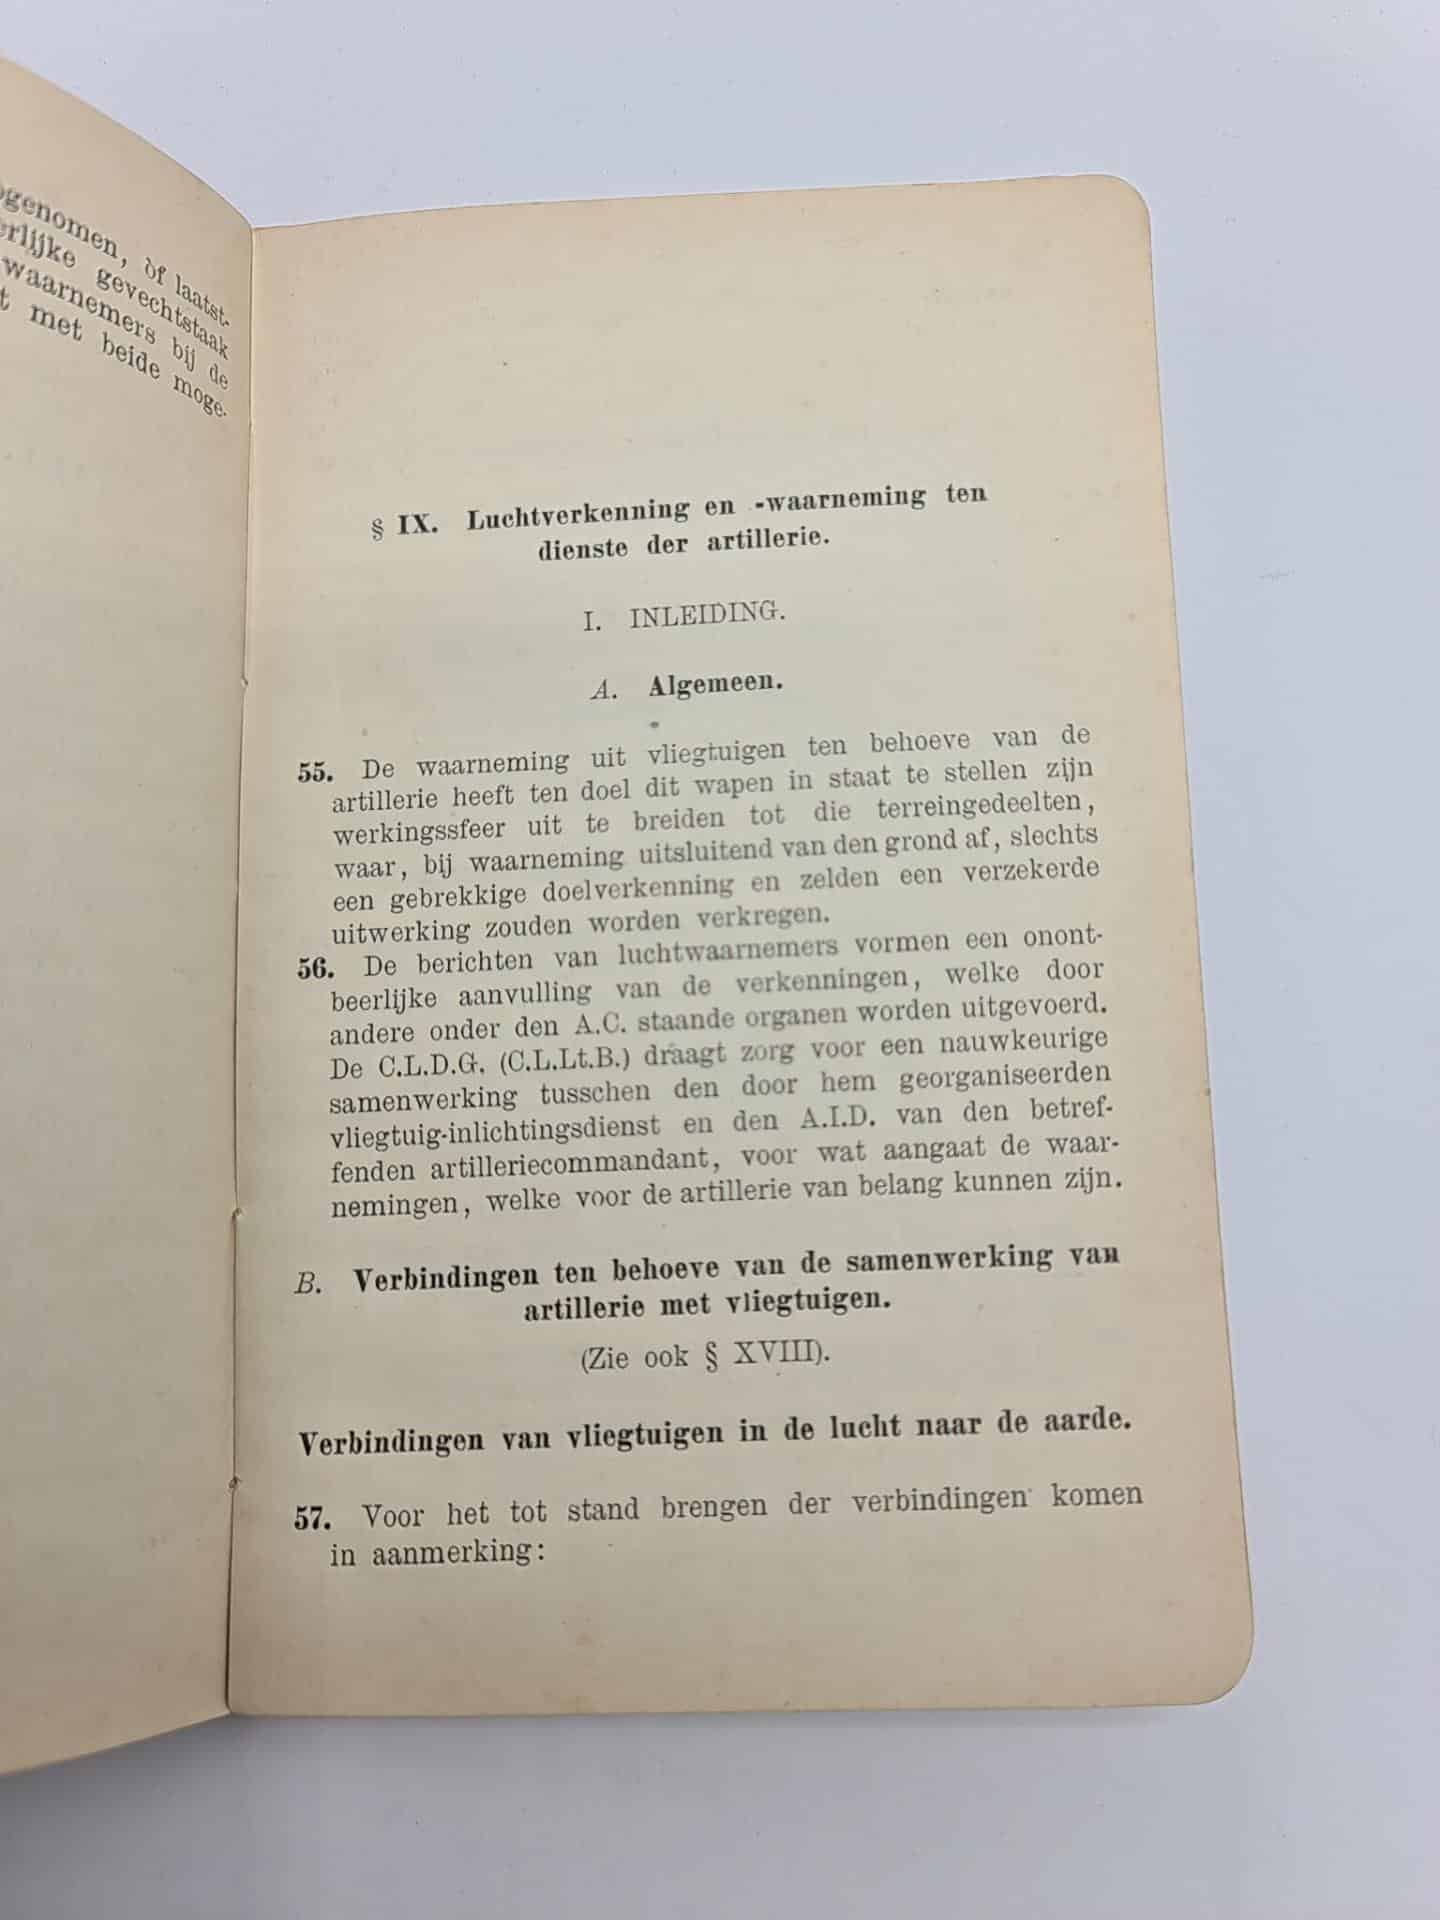 genomen, òf laatst-
gevechtstaak
waarnemers bij de
met beide moge-
§ IX. Luchtverkenning en -waarneming ten
dienste der artillerie.
I. INLEIDING.
A. Algemeen.
55. De waarneming uit vliegtuigen ten behoeve van de
artillerie heeft ten doel dit wapen in staat te stellen zijn
werkingssfeer uit te breiden tot die terreingedeelten,
waar, bij waarneming uitsluitend van den grond af, slechts
een gebrekkige doelverkenning en zelden een verzekerde
uitwerking zouden worden verkregen.
56. De berichten van luchtwaarnemers vormen een onont-
beerlijke aanvulling van de verkenningen, welke door
andere onder den A.C. staande organen worden uitgevoerd.
De C.L.D.G. (C.L.Lt.B.) draagt zorg voor een nauwkeurige
samenwerking tusschen den door hem georganiseerden
vliegtuig-inlichtingsdienst en den A.I.D. van den betref-
fenden artilleriecommandant, voor wat aangaat de waar-
nemingen, welke voor de artillerie van belang kunnen zijn.
B. Verbindingen ten behoeve van de samenwerking van
artillerie met vliegtuigen.
(Zie ook § XVIII).
Verbindingen van vliegtuigen in de lucht naar de aarde.
57. Voor het tot stand brengen der verbindingen komen
in aanmerking: